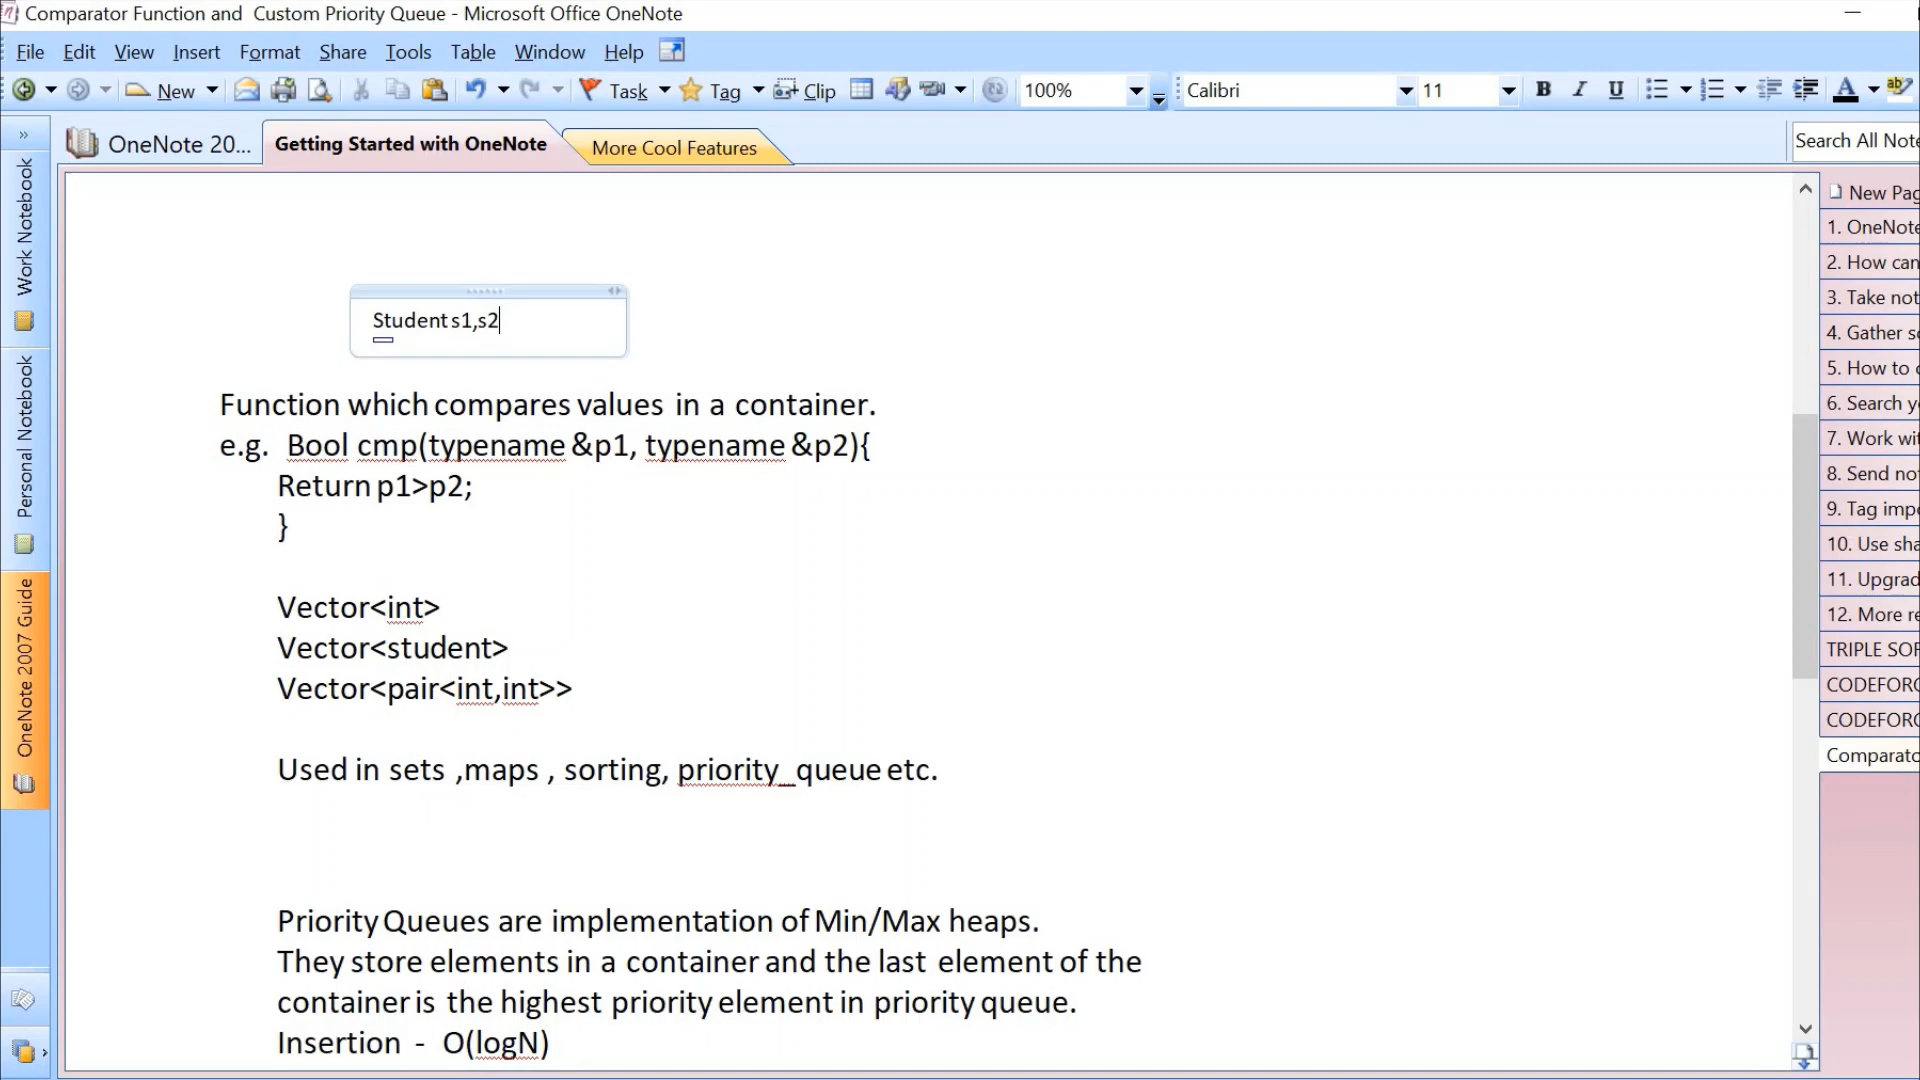 Comparator Function and Custom Priority Queue - Microsoft Office OneNote
File Edit View Insert Format Share Tools Table Window Help
New Task Tag Clip 100% Calibri 11 B I U A ab
» OneNote 20... Getting Started with OneNote More Cool Features Search All Note
Work Notebook
Personal Notebook
OneNote 2007 Guide
Student s1,s2
Function which compares values in a container.
e.g. Bool cmp(typename &p1, typename &p2){
Return p1>p2;
}
Vector<int>
Vector<student>
Vector<pair<int,int>>
Used in sets ,maps , sorting, priority_queue etc.
Priority Queues are implementation of Min/Max heaps.
They store elements in a container and the last element of the
container is the highest priority element in priority queue.
Insertion - O(logN)
New Pag
1. OneNote
2. How can
3. Take not
4. Gather so
5. How to
6. Search y
7. Work wit
8. Send not
9. Tag impo
10. Use sha
11. Upgrad
12. More re
TRIPLE SOR
CODEFORC
CODEFORC
Comparato